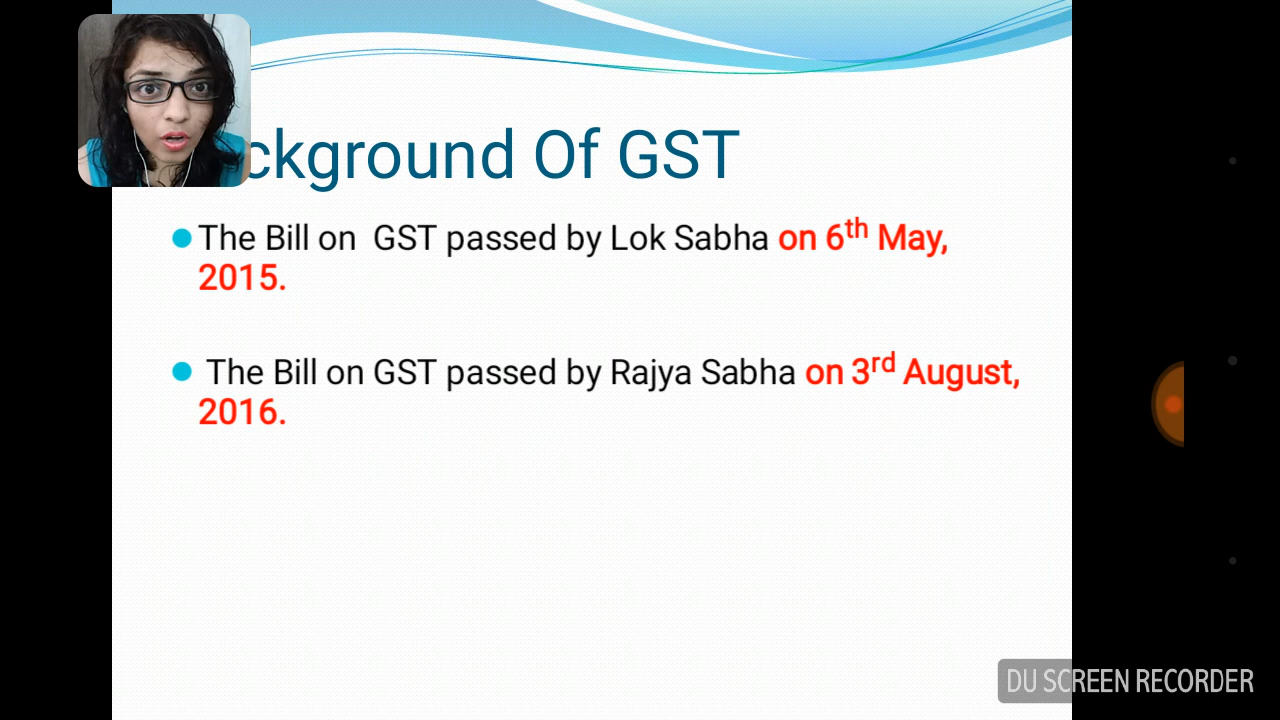 ckground Of GST
The Bill on GST passed by Lok Sabha on 6th May,
2015.
The Bill on GST passed by Rajya Sabha on 3rd August,
2016.
DU SCREEN RECORDER